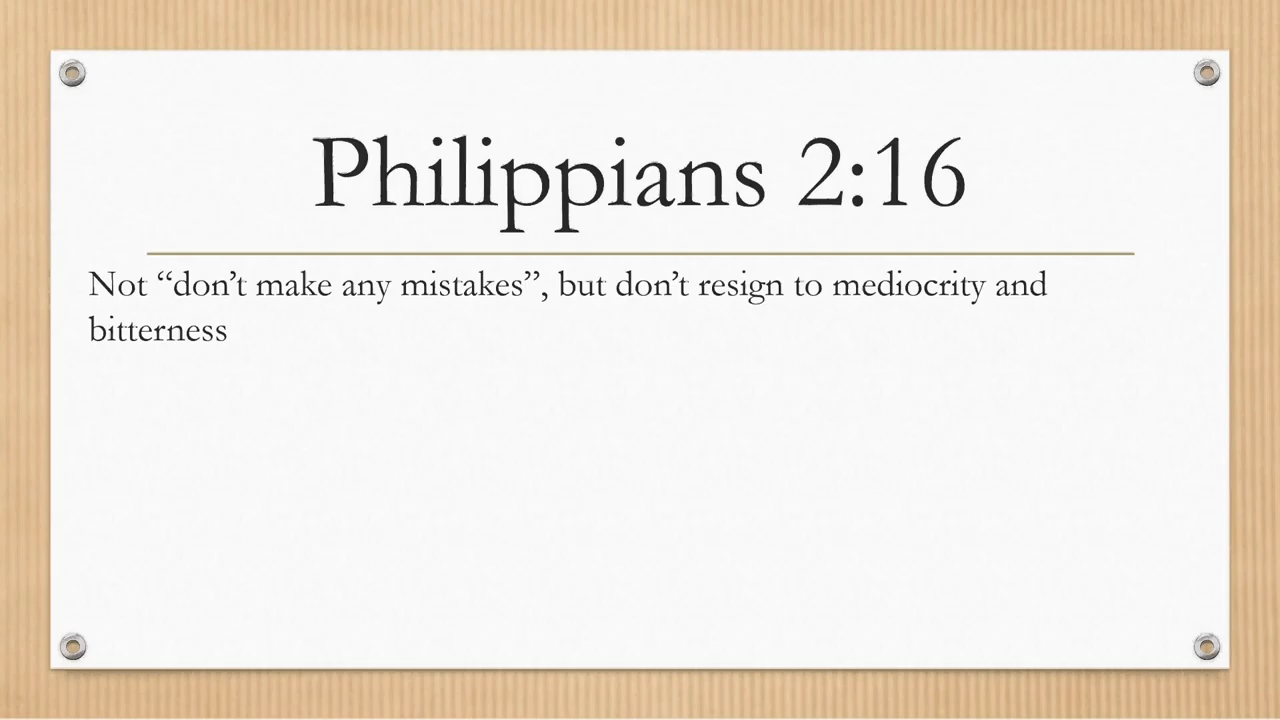 Philippians 2:16
Not “don’t make any mistakes”, but don’t resign to mediocrity and
bitterness